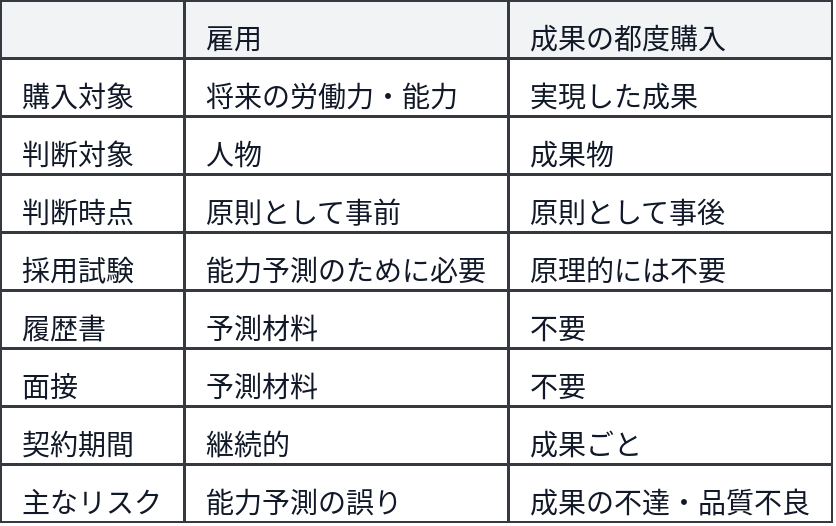 雇用 成果の都度購入
購入対象 将来の労働力・能力 実現した成果
判断対象 人物 成果物
判断時点 原則として事前 原則として事後
採用試験 能力予測のために必要 原理的には不要
履歴書 予測材料 不要
面接 予測材料 不要
契約期間 継続的 成果ごと
主なリスク 能力予測の誤り 成果の不達・品質不良